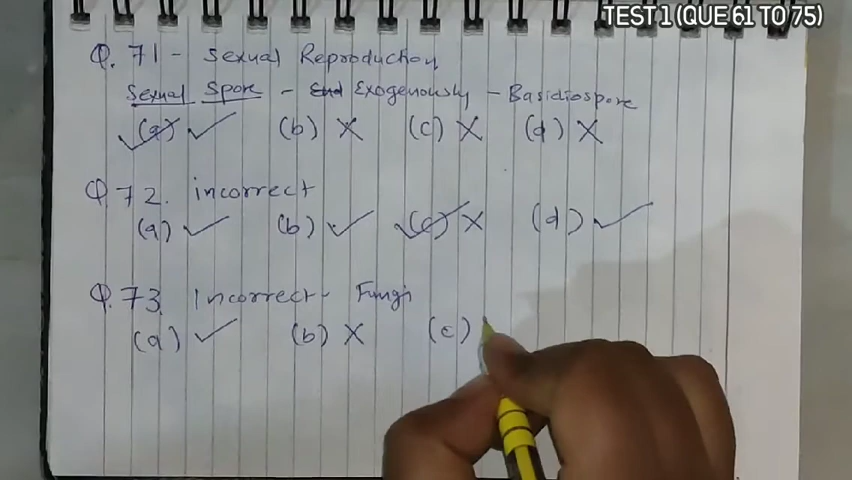 TEST 1 (QUE 61 TO 75)
Q. 71 - Sexual Reproduction
Sexual Spore - End Exogenously - Basidiospore
(a) ✓ (b) X (c) X (d) X
Q 72. incorrect
(a) ✓ (b) ✓ (c) X (d) ✓
Q. 73. Incorrect - Fungi
(a) ✓ (b) X (c)